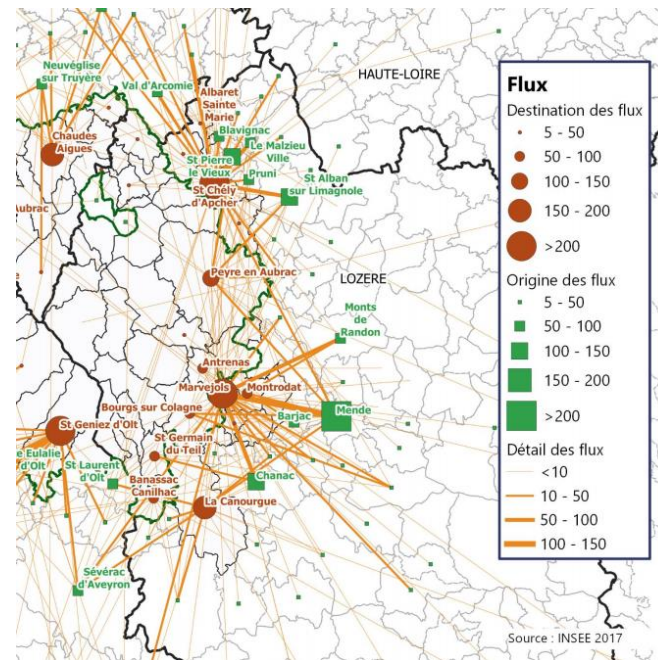 Neuvéglise
sur Truyère
Val d'Arcomie
Albaret
Sainte
Marie
HAUTE-LOIRE
Chaudes
Aigues
Blavignac
Le Malzieu
Ville
St Pierre
le Vieux
Pruni
St Alban
sur Limagnole
St Chély
d'Apcher
Aubrac
Peyre en Aubrac
LOZERE
Monts
de
Randon
Antrenas
Marvejols
Montrodat
Bourgs sur Colagne
Barjac
Mende
St Geniez d'Olt
St Germain
du Teil
e Eulalie
d'Olt
St Laurent
d'Olt
Chanac
Banassac
Canilhac
La Canourgue
Sévérac
d'Aveyron
Flux
Destination des flux
5 - 50
50 - 100
100 - 150
150 - 200
>200
Origine des flux
5 - 50
50 - 100
100 - 150
150 - 200
>200
Détail des flux
<10
10 - 50
50 - 100
100 - 150
Source : INSEE 2017